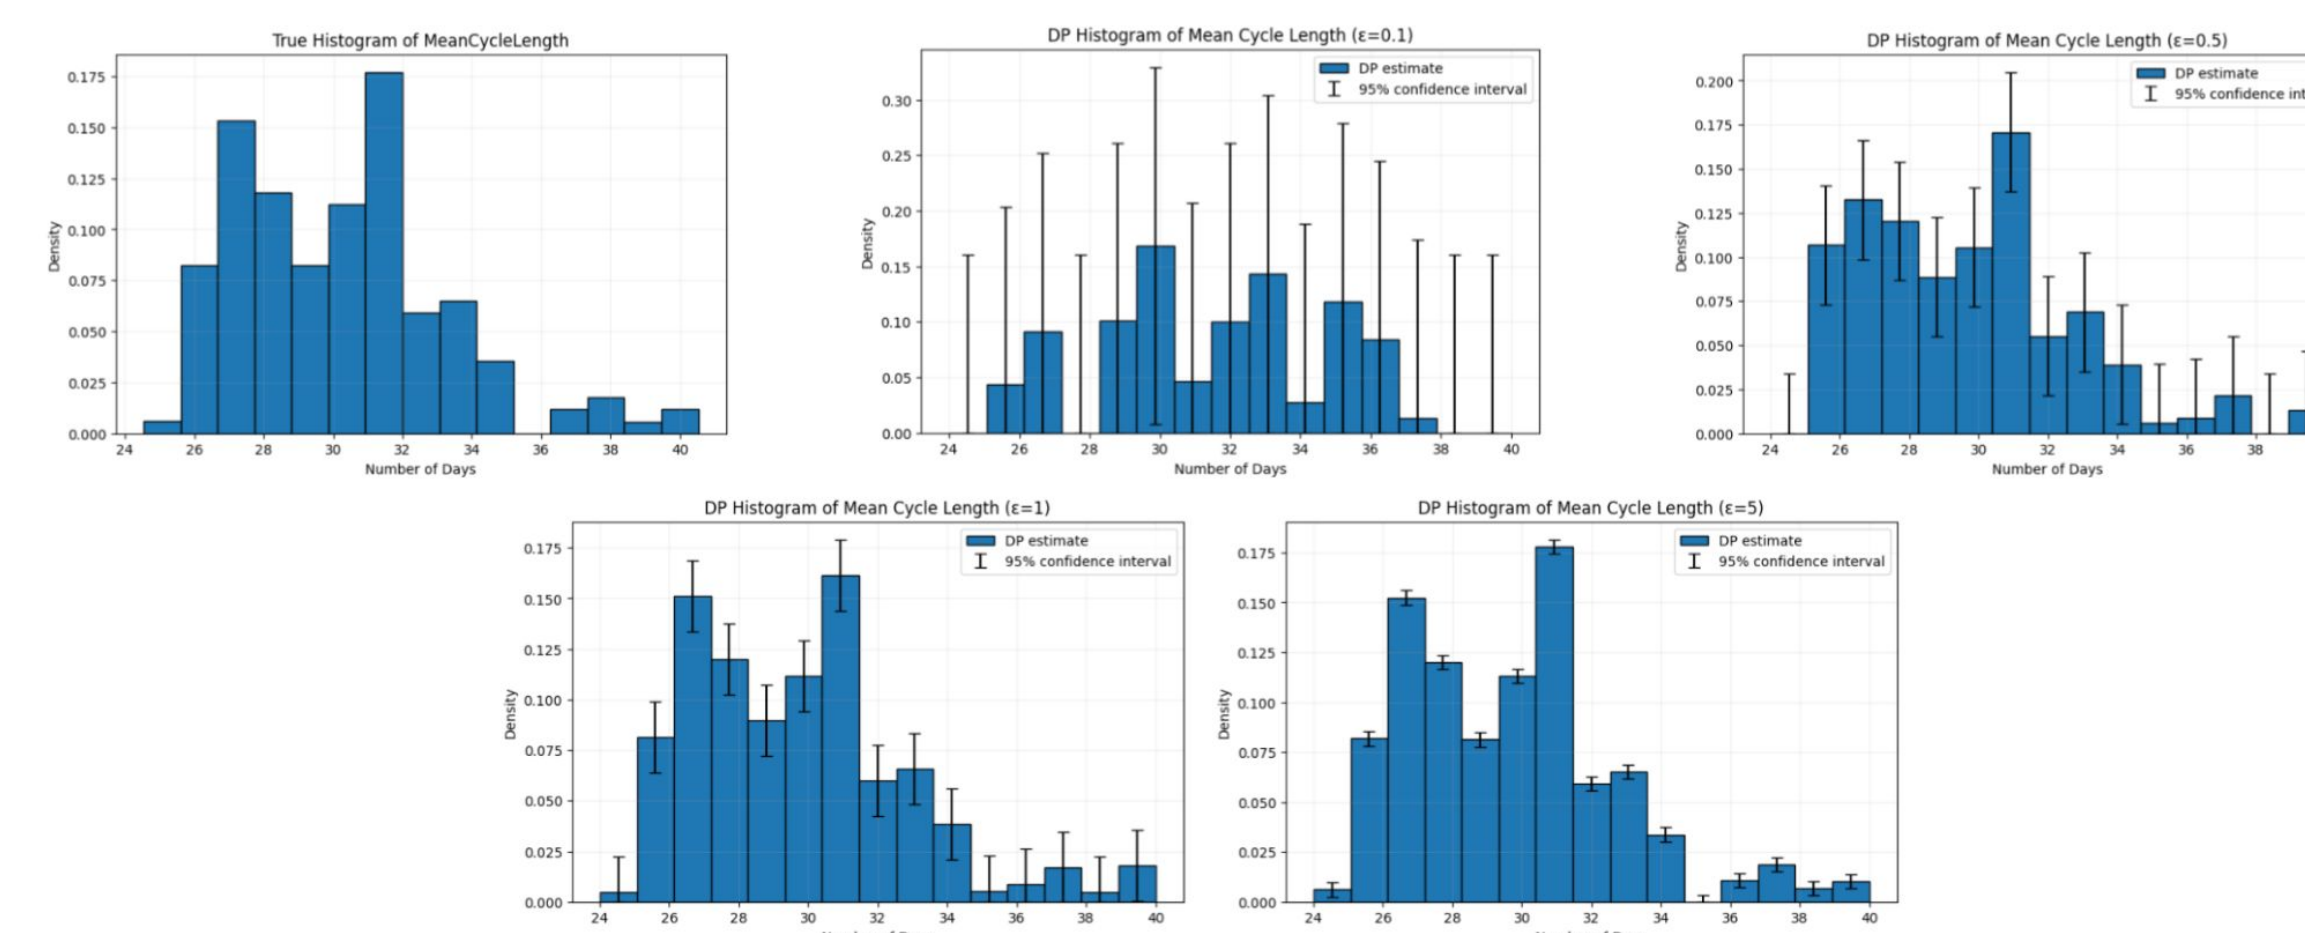 True Histogram of MeanCycleLength
0.175
0.150
0.125
0.100
0.075
0.050
0.025
0.000
Density
24 26 28 30 32 34 36 38 40
Number of Days
DP Histogram of Mean Cycle Length (ε=0.1)
DP estimate
95% confidence interval
0.30
0.25
0.20
0.15
0.10
0.05
0.00
Density
24 26 28 30 32 34 36 38 40
Number of Days
DP Histogram of Mean Cycle Length (ε=0.5)
DP estimate
95% confidence int
0.200
0.175
0.150
0.125
0.100
0.075
0.050
0.025
0.000
Density
24 26 28 30 32 34 36 38
Number of Days
DP Histogram of Mean Cycle Length (ε=1)
DP estimate
95% confidence interval
0.175
0.150
0.125
0.100
0.075
0.050
0.025
0.000
Density
24 26 28 30 32 34 36 38 40
DP Histogram of Mean Cycle Length (ε=5)
DP estimate
95% confidence interval
0.175
0.150
0.125
0.100
0.075
0.050
0.025
0.000
Density
24 26 28 30 32 34 36 38 40